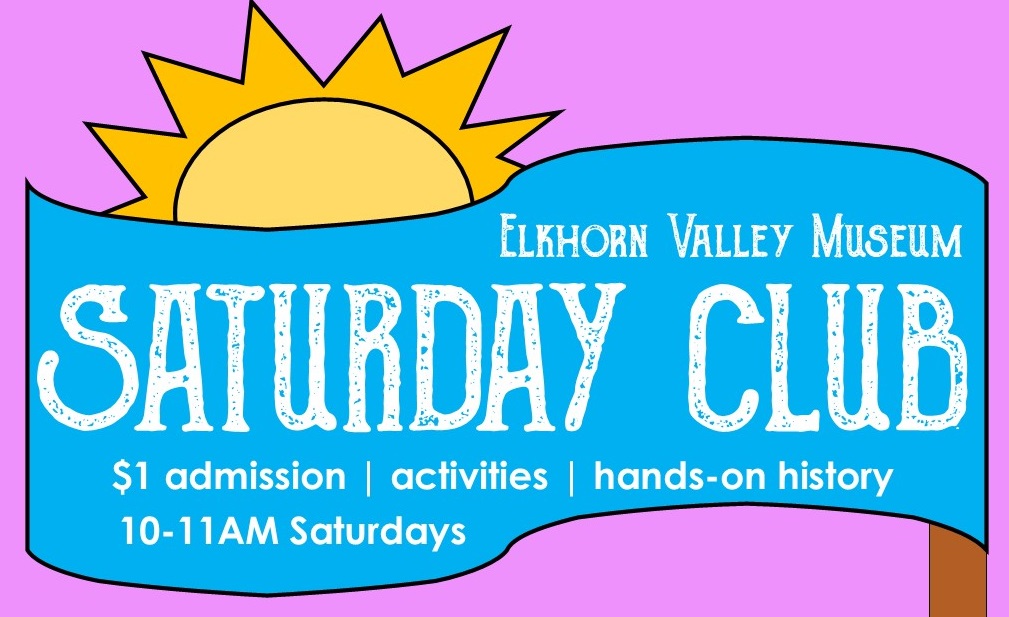 Elkhorn Valley Museum
Saturday Club
$1 admission | activities | hands-on history
10-11AM Saturdays